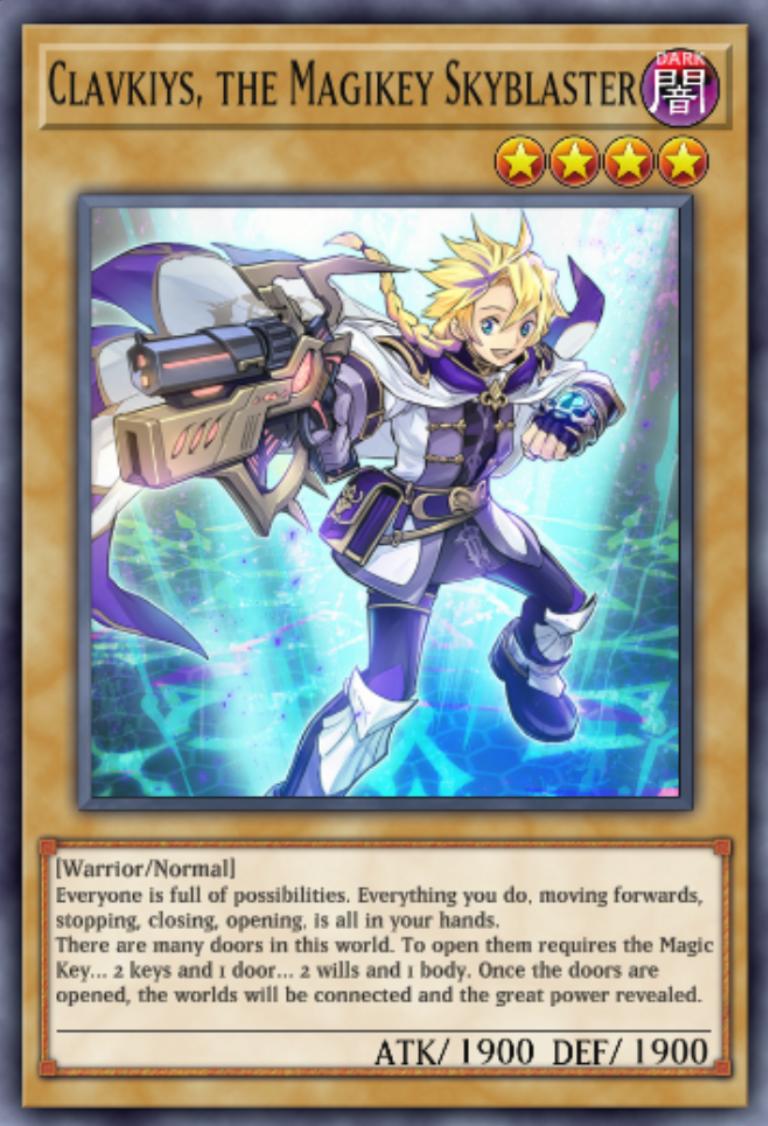 CLAVKIYS, THE MAGIKEY SKYBLASTER
DARK
闇
[Warrior/Normal]
Everyone is full of possibilities. Everything you do, moving forwards,
stopping, closing, opening, is all in your hands.
There are many doors in this world. To open them requires the Magic
Key... 2 keys and 1 door... 2 wills and 1 body. Once the doors are
opened, the worlds will be connected and the great power revealed.
ATK/ 1900 DEF/ 1900